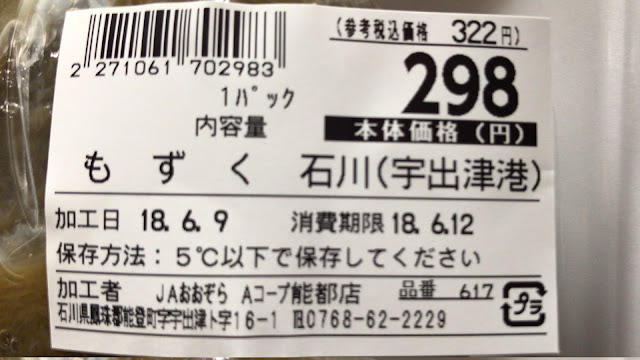 (参考税込価格 322円)
2 271061 702983
298
1パック
内容量
本体価格(円)
もずく 石川(宇出津港)
加工日 18.6.9 消費期限 18.6.12
保存方法:5℃以下で保存してください
加工者 JAおおぞら Aコープ能都店 品番 617
石川県鳳珠郡能登町字宇出津ト字16-1 ℡0768-62-2229
プラ